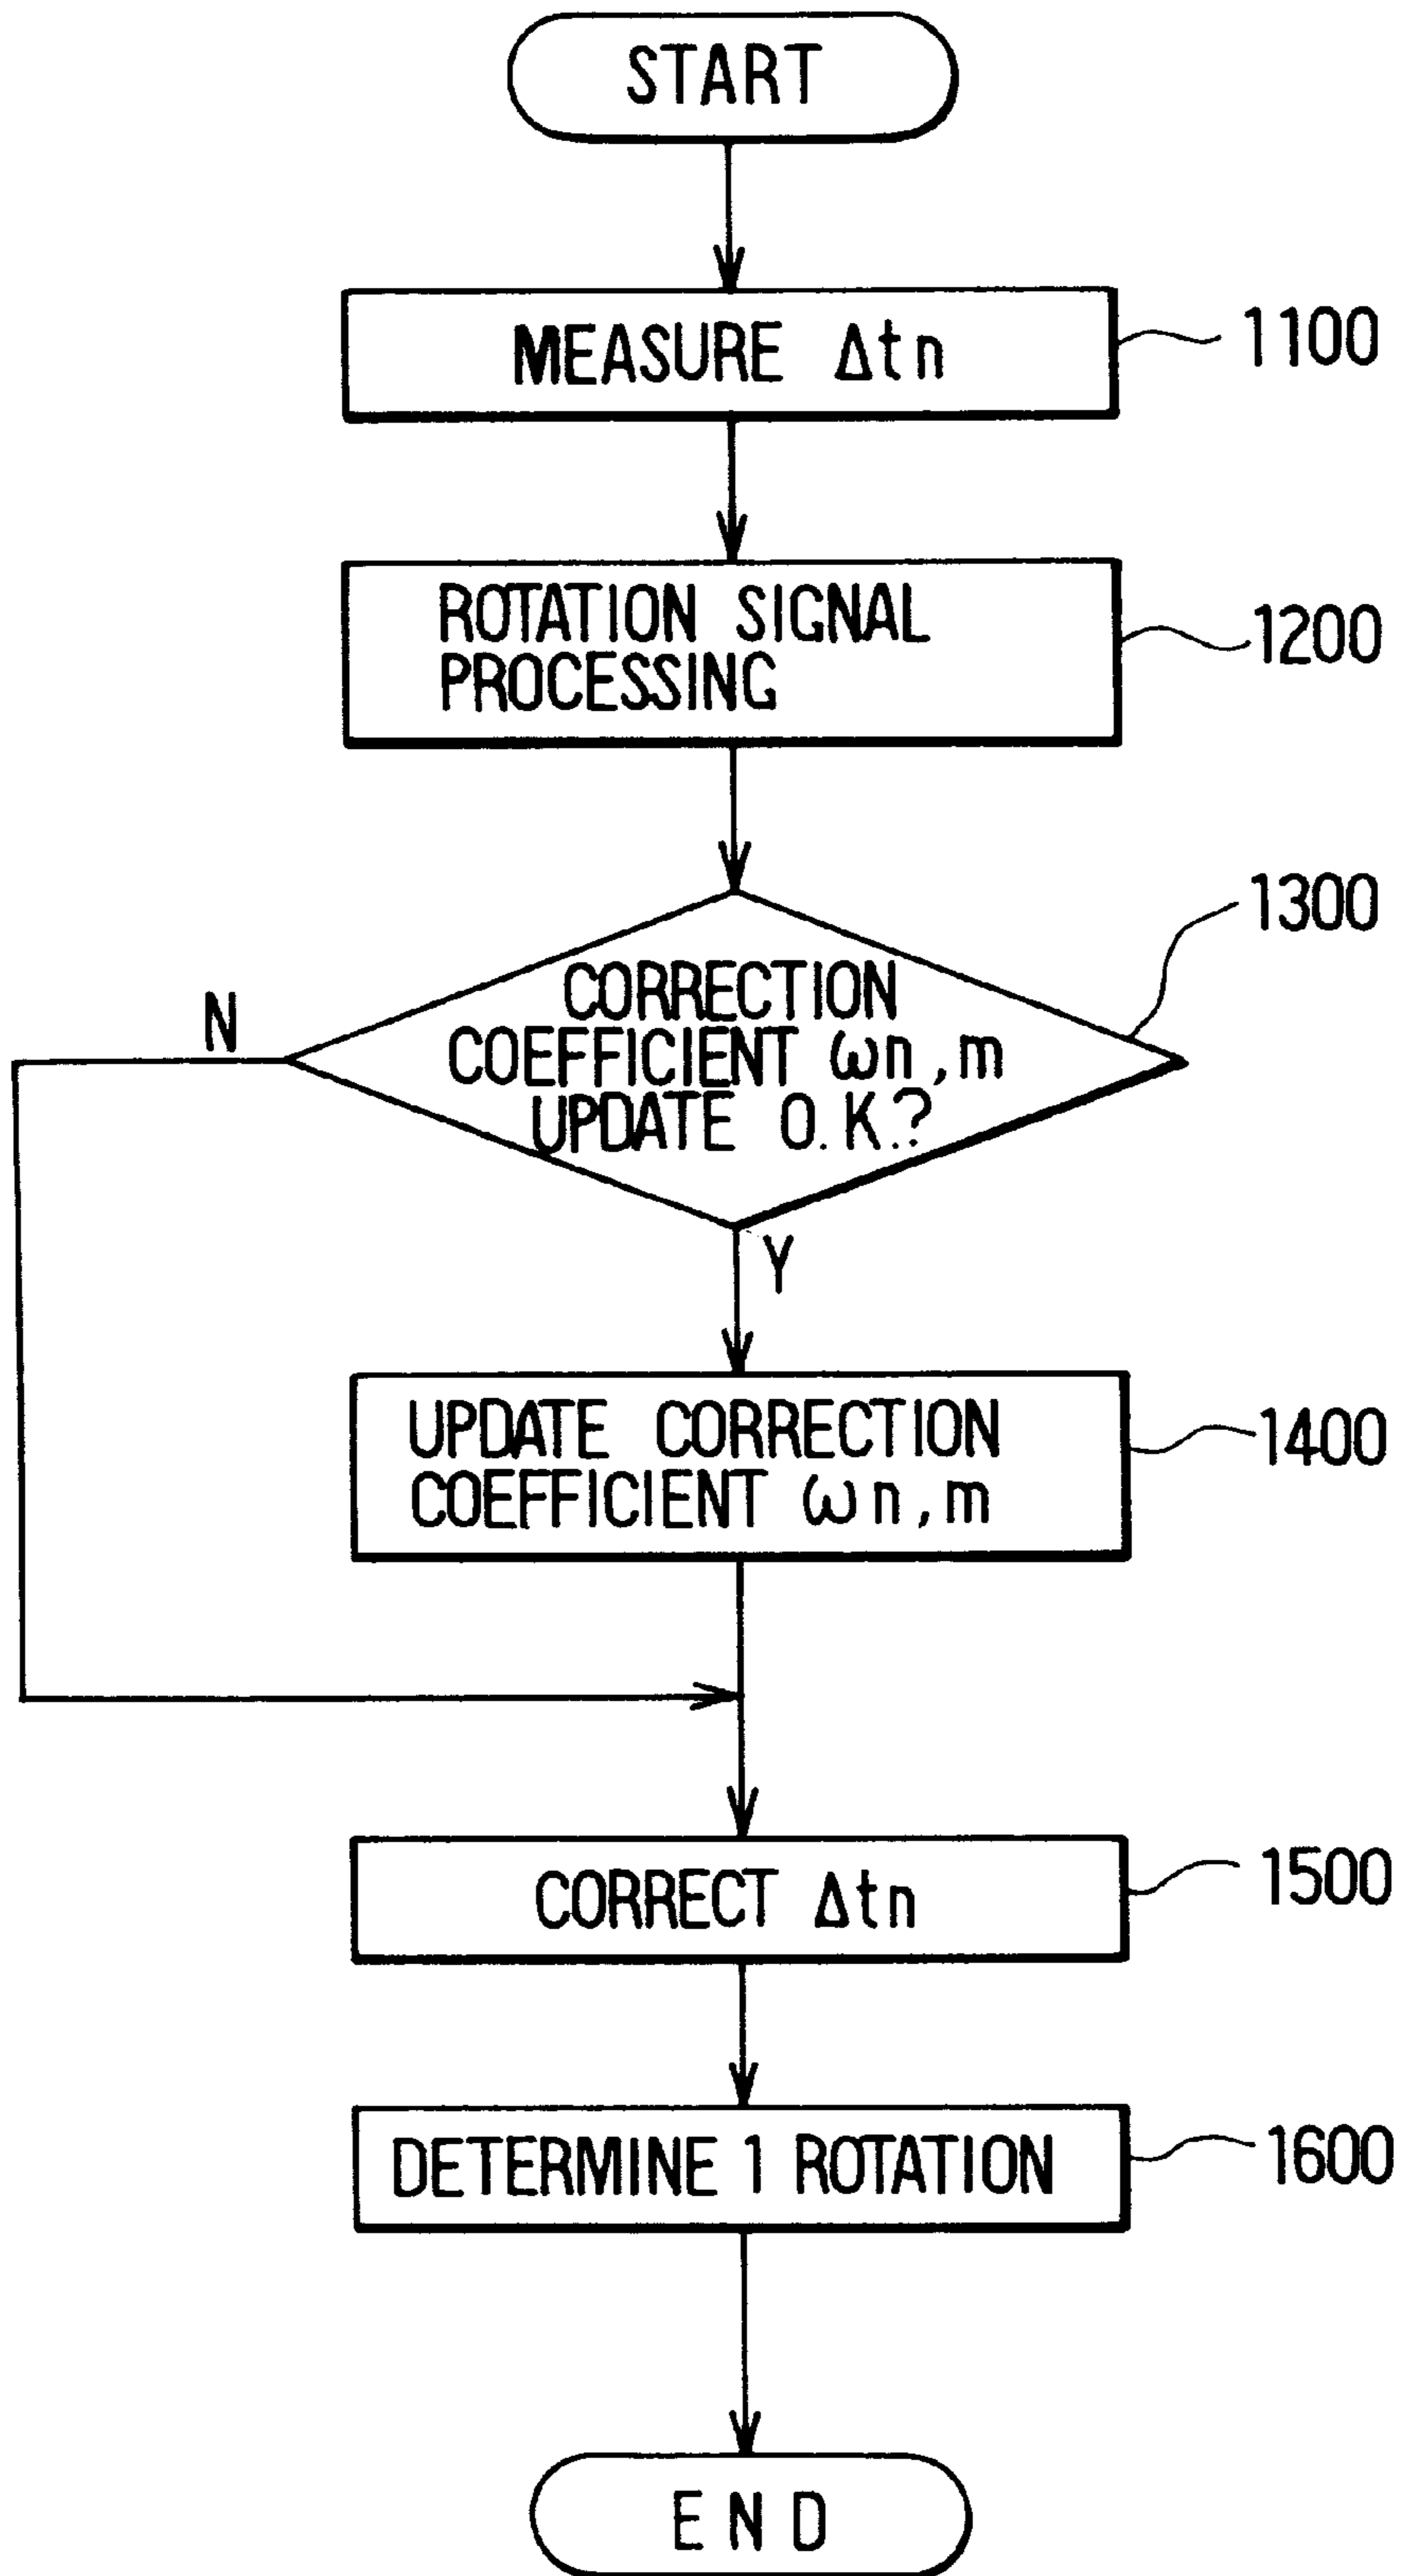 START
MEASURE Δtn
1100
ROTATION SIGNAL
PROCESSING
1200
1300
CORRECTION
COEFFICIENT ωn,m
UPDATE O.K.?
N
Y
UPDATE CORRECTION
COEFFICIENT ωn,m
1400
CORRECT Δtn
1500
DETERMINE 1 ROTATION
1600
END